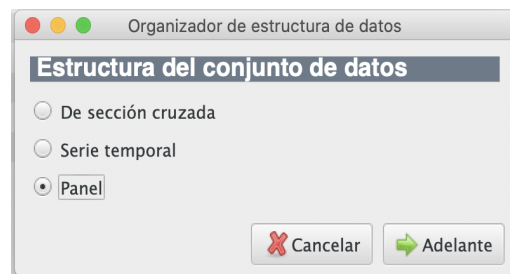 Organizador de estructura de datos
Estructura del conjunto de datos
De sección cruzada
Serie temporal
Panel
Cancelar Adelante